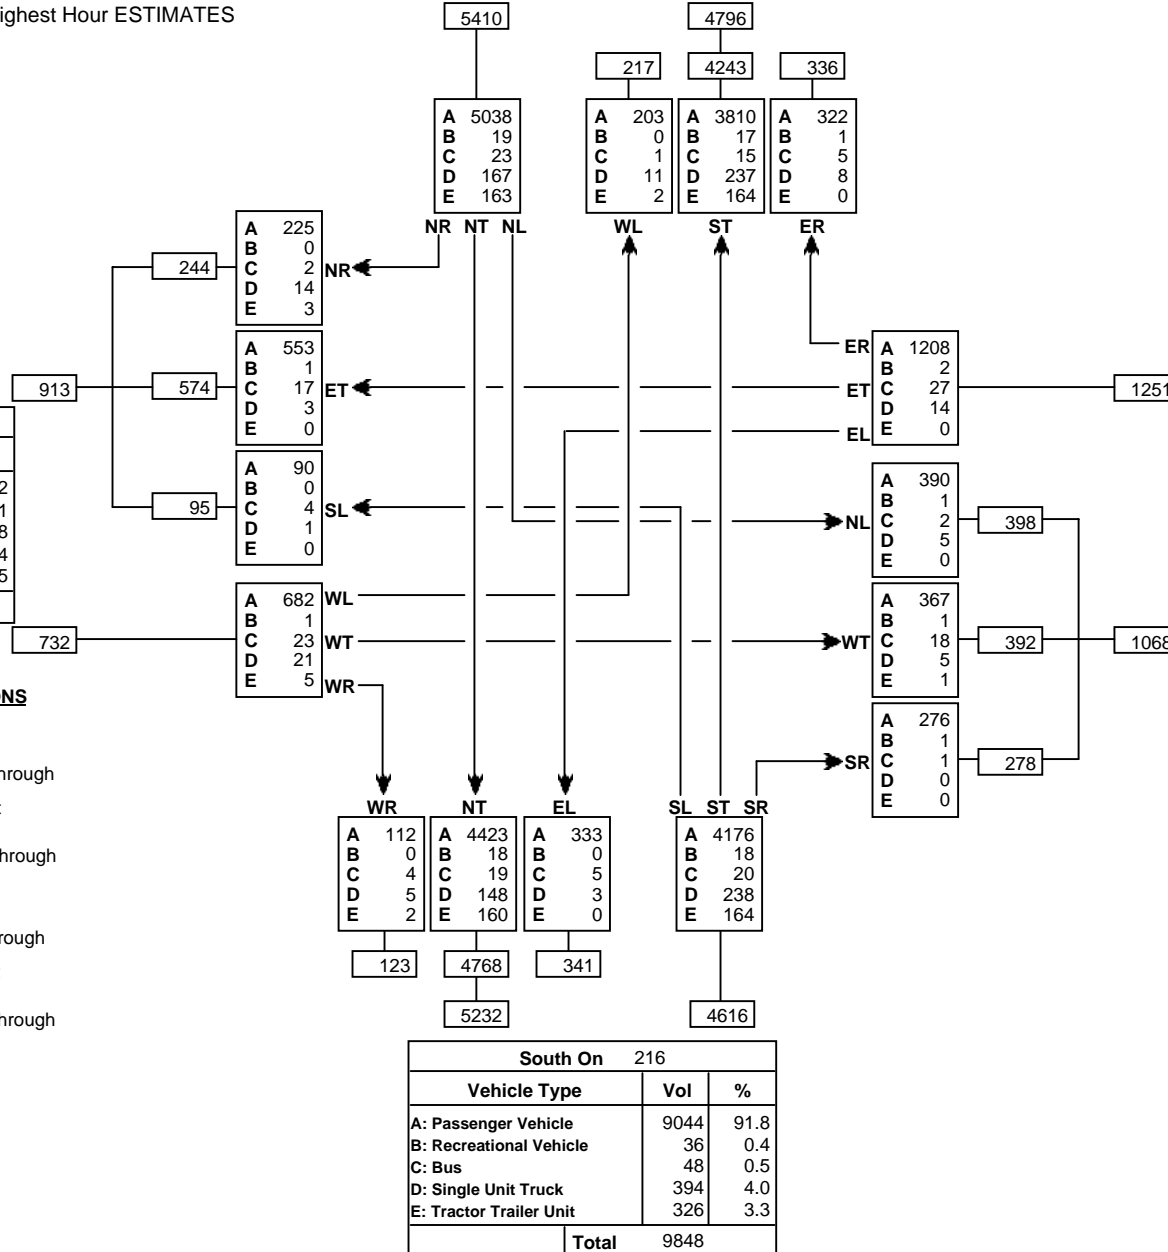 ighest Hour ESTIMATES
5410
4796
217
4243
336
A 5038
B 19
C 23
D 167
E 163
A 203
B 0
C 1
D 11
E 2
A 3810
B 17
C 15
D 237
E 164
A 322
B 1
C 5
D 8
E 0
NR NT NL
WL
ST
ER
A 225
B 0
C 2
D 14
E 3
NR
244
A 553
B 1
C 17
D 3
E 0
ET
574
913
A 90
B 0
C 4
D 1
E 0
SL
95
ER
ET
EL
A 1208
B 2
C 27
D 14
E 0
1251
2
1
8
4
5
A 390
B 1
C 2
D 5
E 0
NL
398
A 682
B 1
C 23
D 21
E 5
WL
WT
WR
732
A 367
B 1
C 18
D 5
E 1
WT
392
1068
A 276
B 1
C 1
D 0
E 0
SR
278
NS
hrough
hrough
rough
hrough
WR
NT
EL
SL ST SR
A 112
B 0
C 4
D 5
E 2
A 4423
B 18
C 19
D 148
E 160
A 333
B 0
C 5
D 3
E 0
A 4176
B 18
C 20
D 238
E 164
123
4768
341
5232
4616
South On 216
Vehicle Type Vol %
A: Passenger Vehicle 9044 91.8
B: Recreational Vehicle 36 0.4
C: Bus 48 0.5
D: Single Unit Truck 394 4.0
E: Tractor Trailer Unit 326 3.3
Total 9848